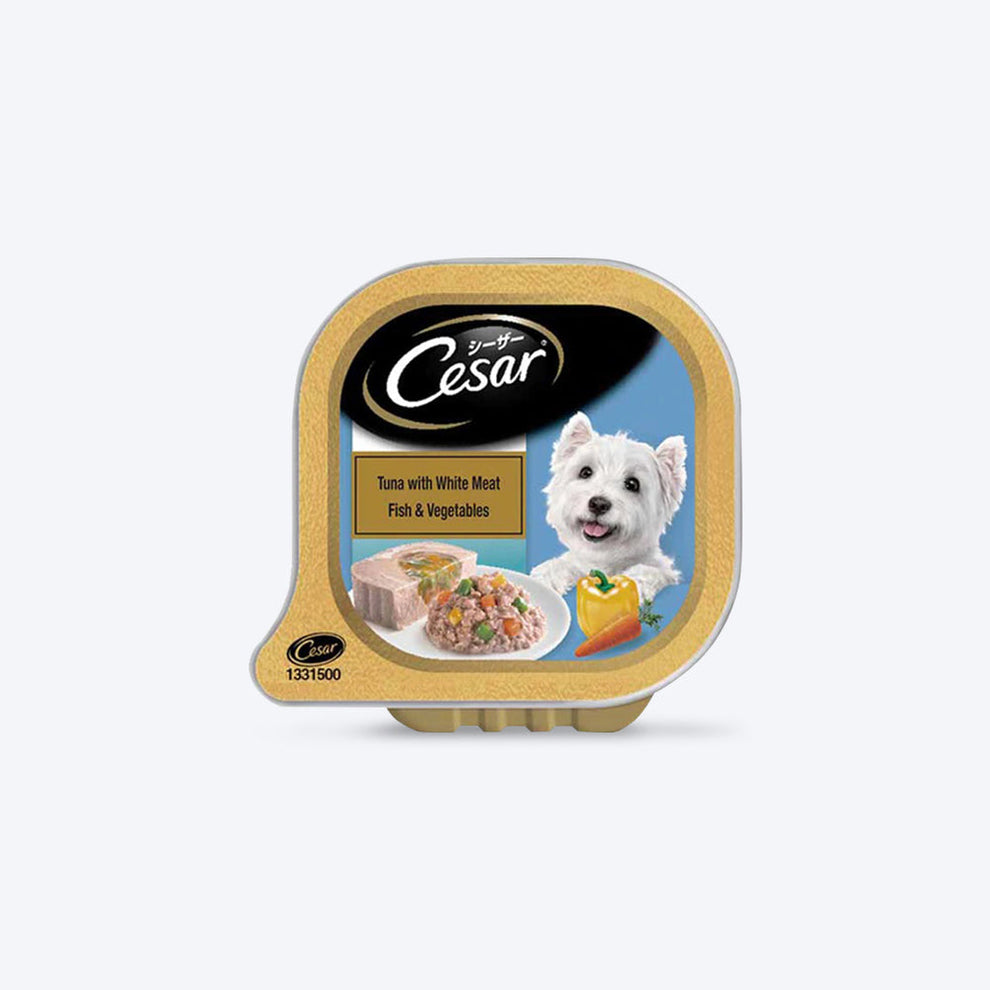 シーザー
Cesar®
Tuna with White Meat
Fish & Vegetables
Cesar
1331500